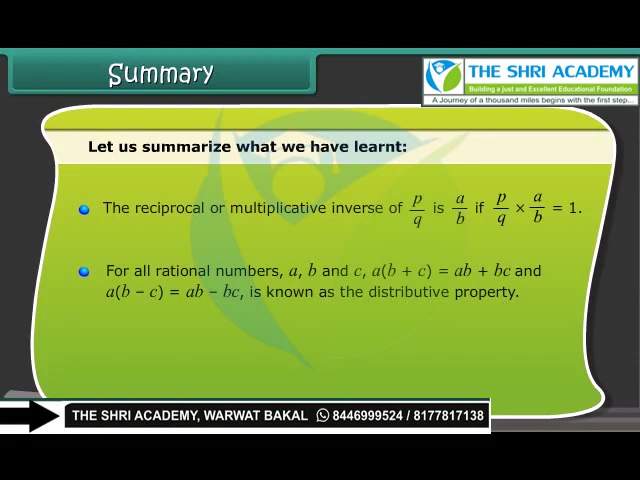 Summary
THE SHRI ACADEMY
Building a just and Excellent Educational Foundation
A Journey of a thousand miles begins with the first step...
Let us summarize what we have learnt:
The reciprocal or multiplicative inverse of p/q is a/b if p/q × a/b = 1.
For all rational numbers, a, b and c, a(b + c) = ab + bc and
a(b − c) = ab − bc, is known as the distributive property.
THE SHRI ACADEMY, WARWAT BAKAL 8446999524 / 8177817138